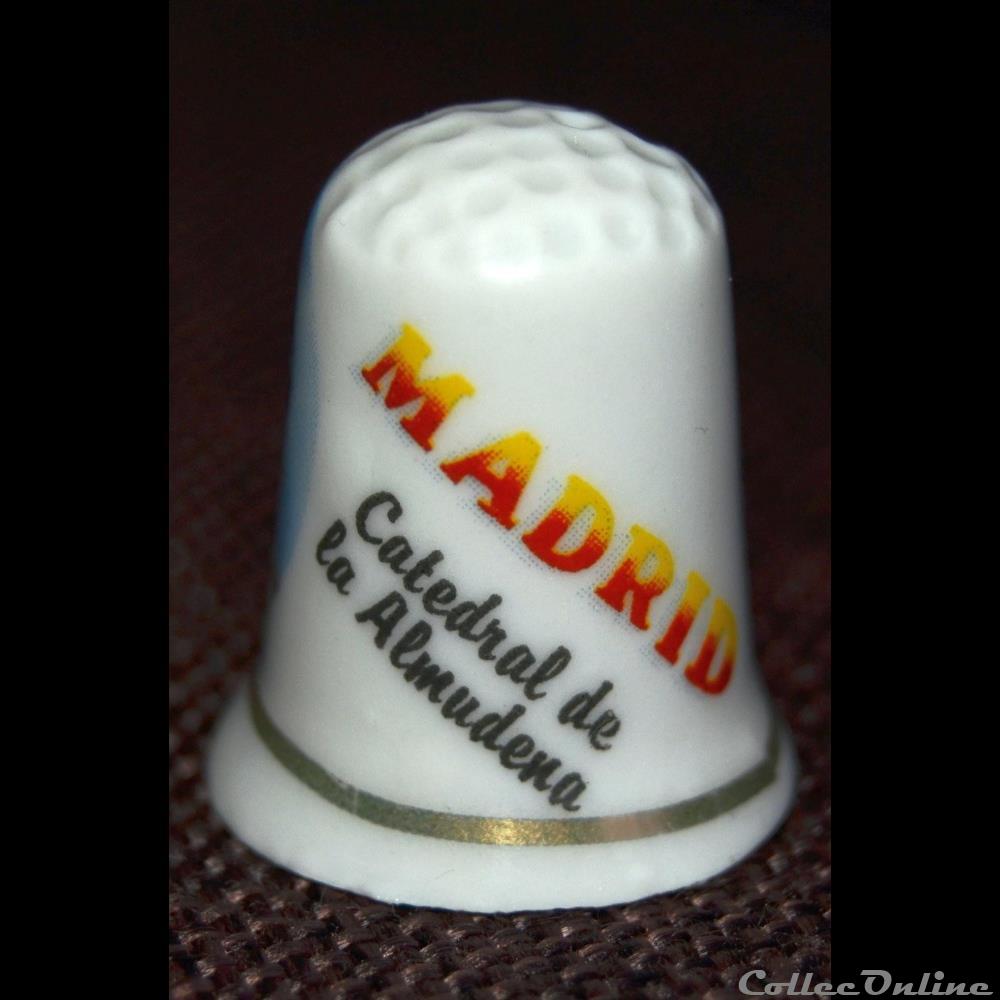 MADRID
Catedral de
la Almudena
CollecOnline